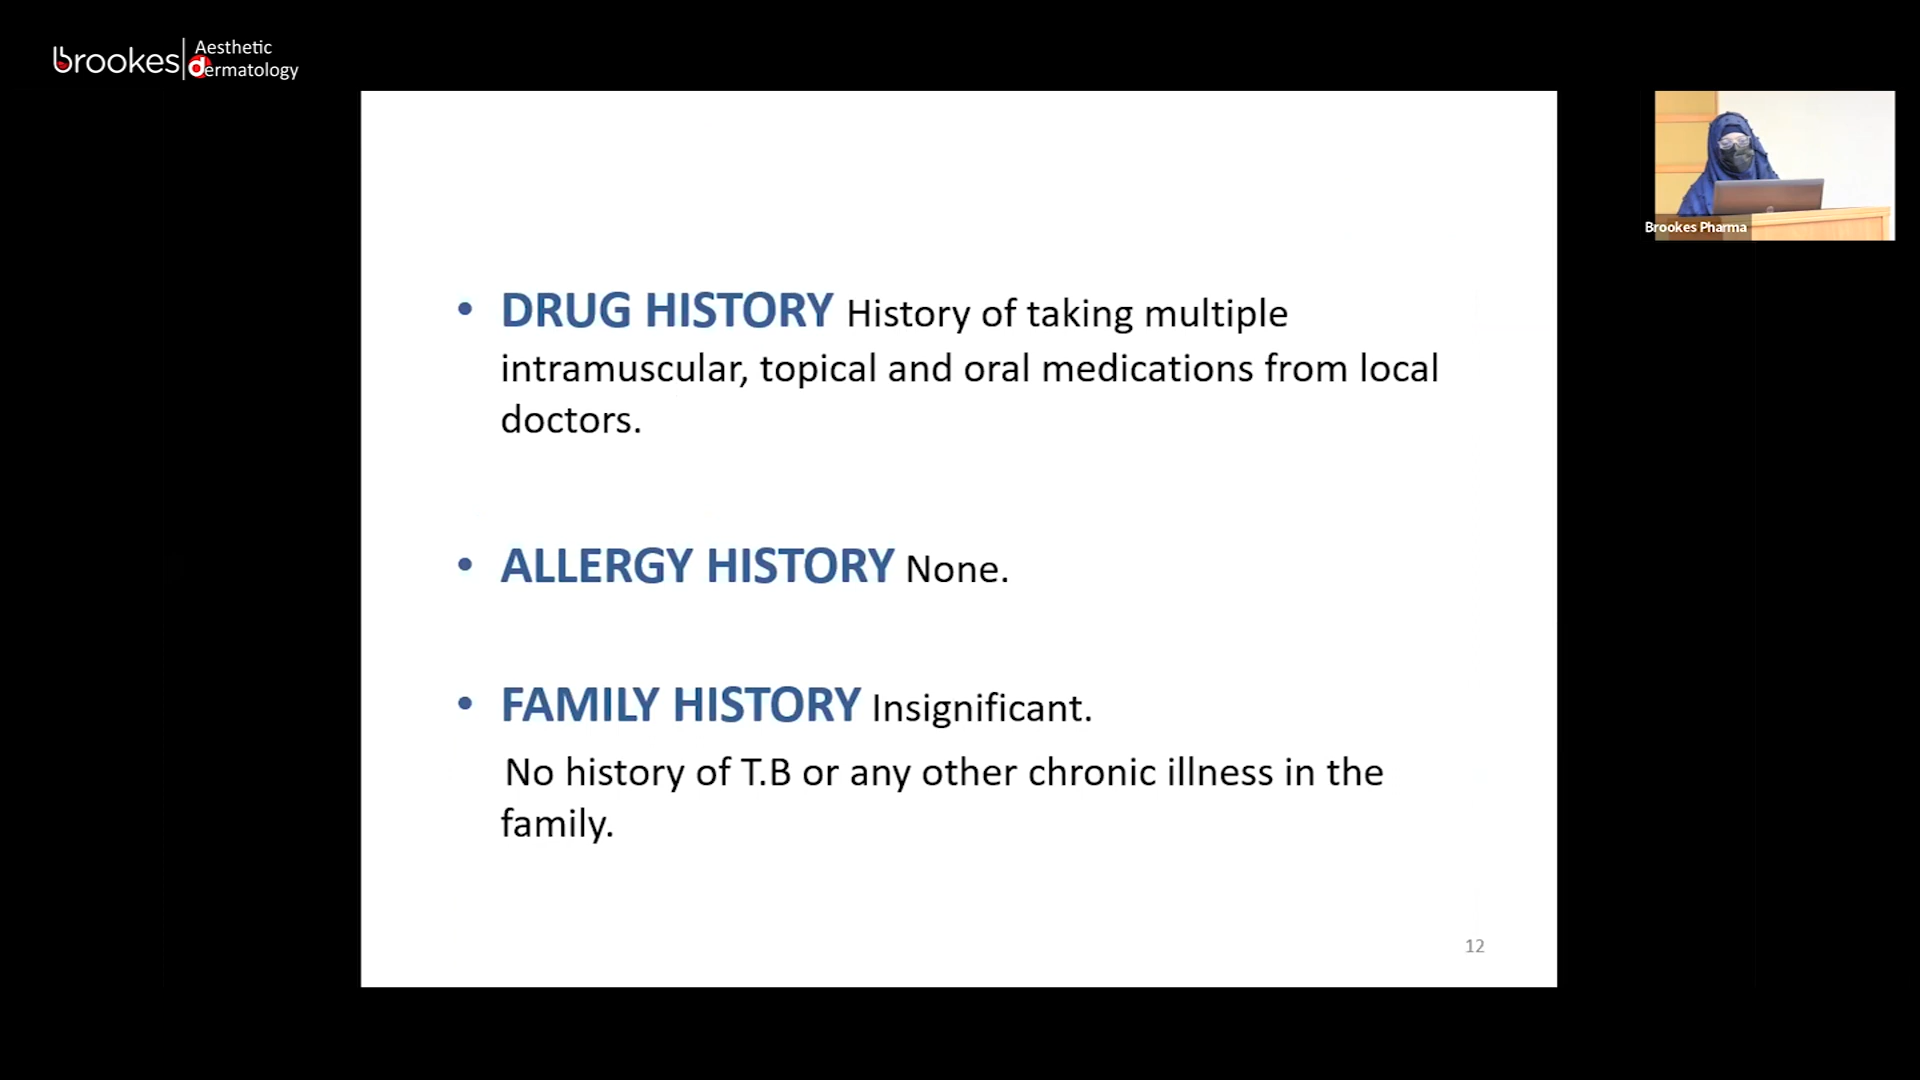 brookes
Aesthetic
dermatology
Brookes Pharma
• DRUG HISTORY History of taking multiple
intramuscular, topical and oral medications from local
doctors.
• ALLERGY HISTORY None.
• FAMILY HISTORY Insignificant.
No history of T.B or any other chronic illness in the
family.
12